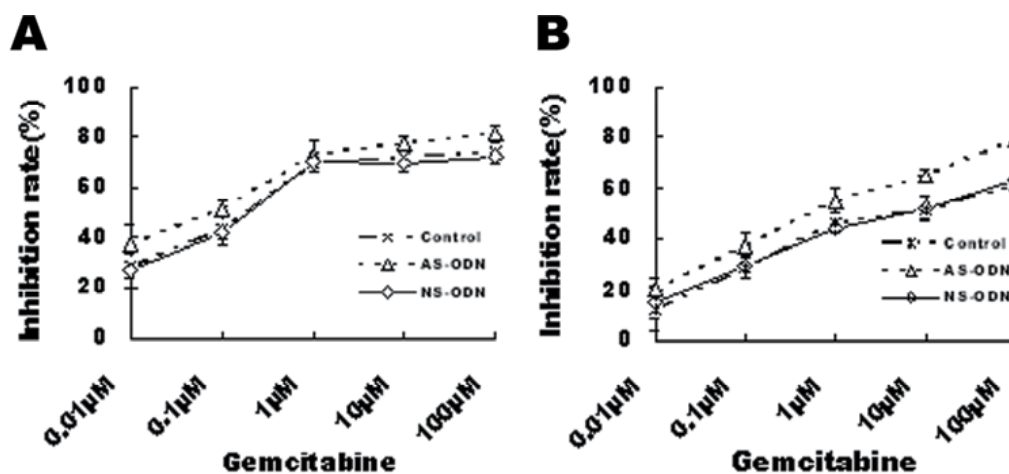 A
Inhibition rate(%)
100
80
60
40
20
0
Control
AS-ODN
NS-ODN
0.01µM
0.1µM
1µM
10µM
100µM
Gemcitabine
B
Inhibition rate(%)
100
80
60
40
20
0
Control
AS-ODN
NS-ODN
0.01µM
0.1µM
1µM
10µM
100µM
Gemcitabine